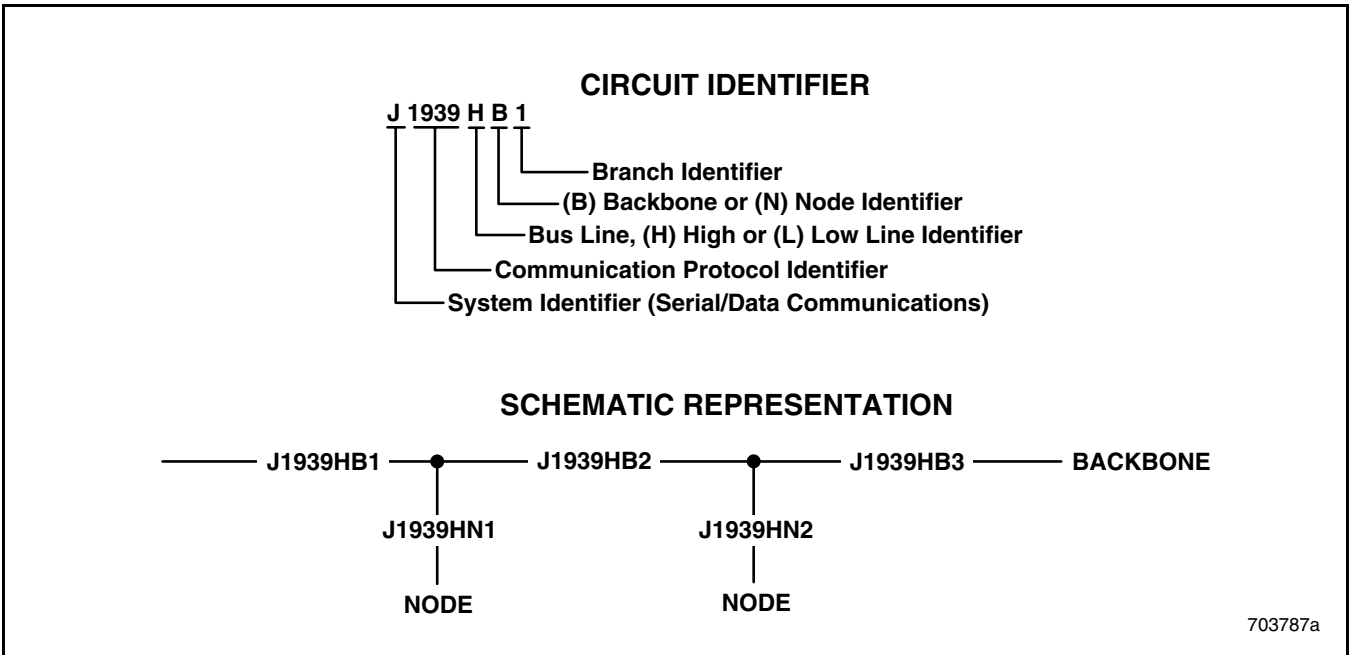 CIRCUIT IDENTIFIER
J 1939 H B 1
Branch Identifier
(B) Backbone or (N) Node Identifier
Bus Line, (H) High or (L) Low Line Identifier
Communication Protocol Identifier
System Identifier (Serial/Data Communications)
SCHEMATIC REPRESENTATION
J1939HB1 J1939HB2 J1939HB3 BACKBONE
J1939HN1 J1939HN2
NODE NODE
703787a